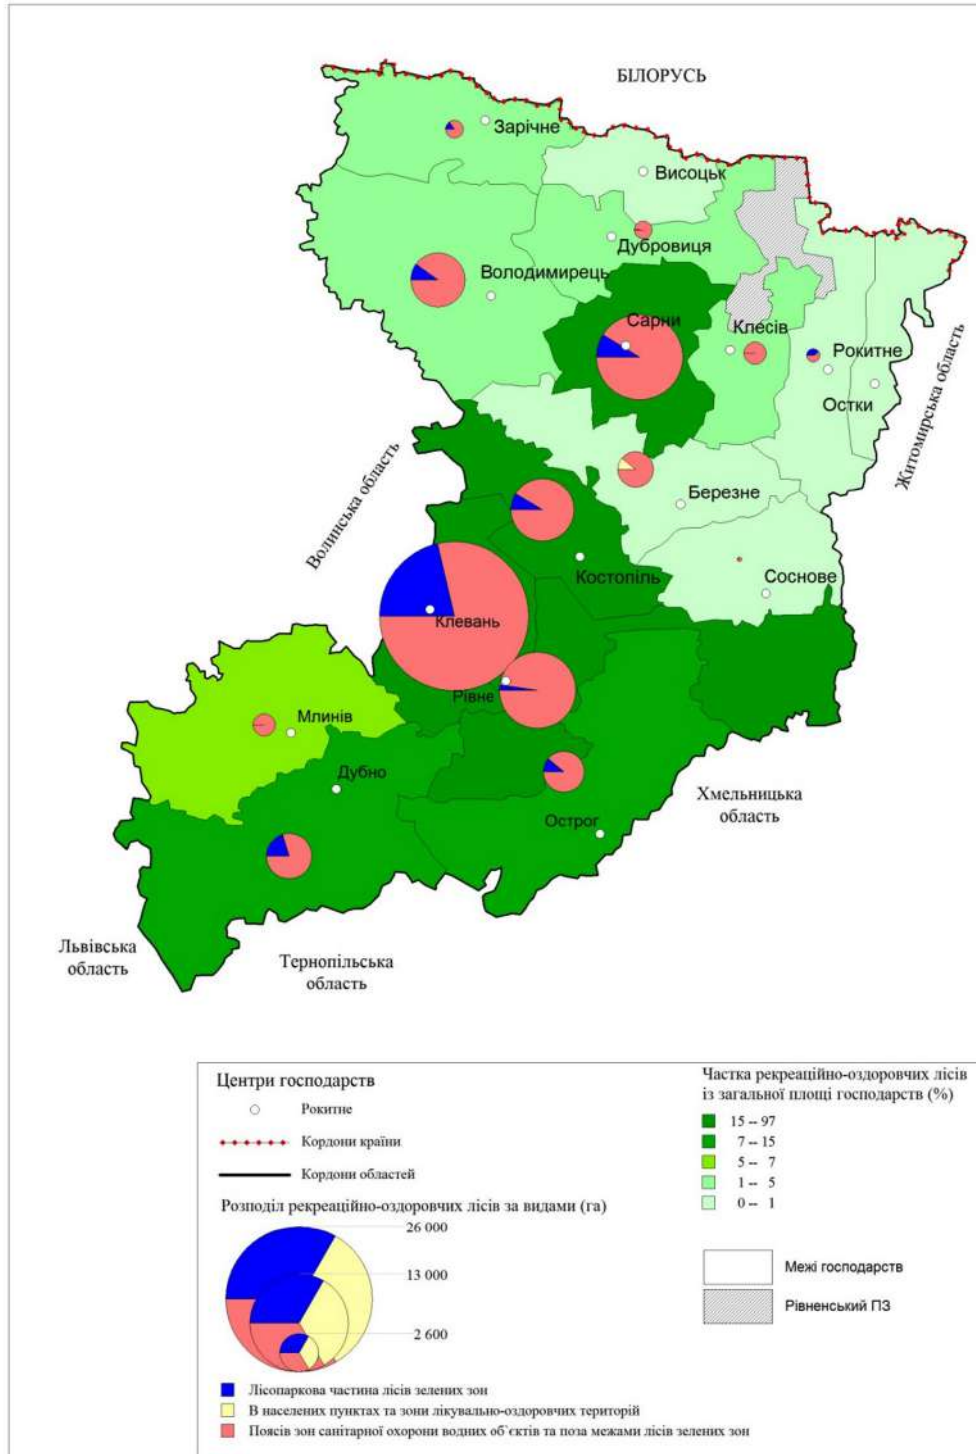 БІЛОРУСЬ
Зарічне
Висоцьк
Дубровиця
Володимирець
Сарни
Клесів
Рокитне
Остки
Житомирська область
Волинська область
Березне
Костопіль
Соснове
Клевань
Рівне
Млинів
Дубно
Хмельницька
область
Острог
Львівська
область
Тернопільська
область
Центри господарств
Рокитне
Кордони країни
Кордони областей
Розподіл рекреаційно-оздоровчих лісів за видами (га)
26 000
13 000
2 600
Лісопаркова частина лісів зелених зон
В населених пунктах та зони лікувально-оздоровчих територій
Поясів зон санітарної охорони водних об`єктів та поза межами лісів зелених зон
Частка рекреаційно-оздоровчих лісів
із загальної площі господарств (%)
15 -- 97
7 -- 15
5 -- 7
1 -- 5
0 -- 1
Межі господарств
Рівненський ПЗ